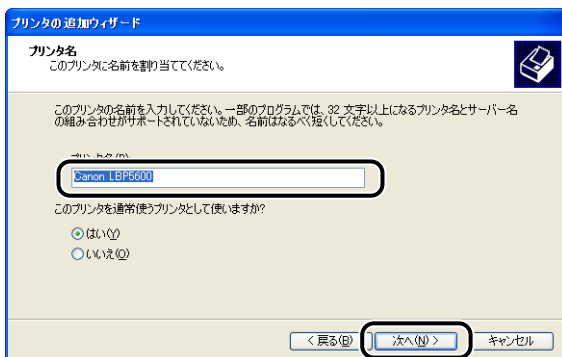 プリンタの追加ウィザード
プリンタ名
このプリンタに名前を割り当ててください。
このプリンタの名前を入力してください。一部のプログラムでは、32 文字以上になるプリンタ名とサーバー名
の組み合わせがサポートされていないため、名前はなるべく短くしてください。
Canon LBP5600
このプリンタを通常使うプリンタとして使いますか?
はい(Y)
いいえ(O)
< 戻る(B)
次へ(N) >
キャンセル